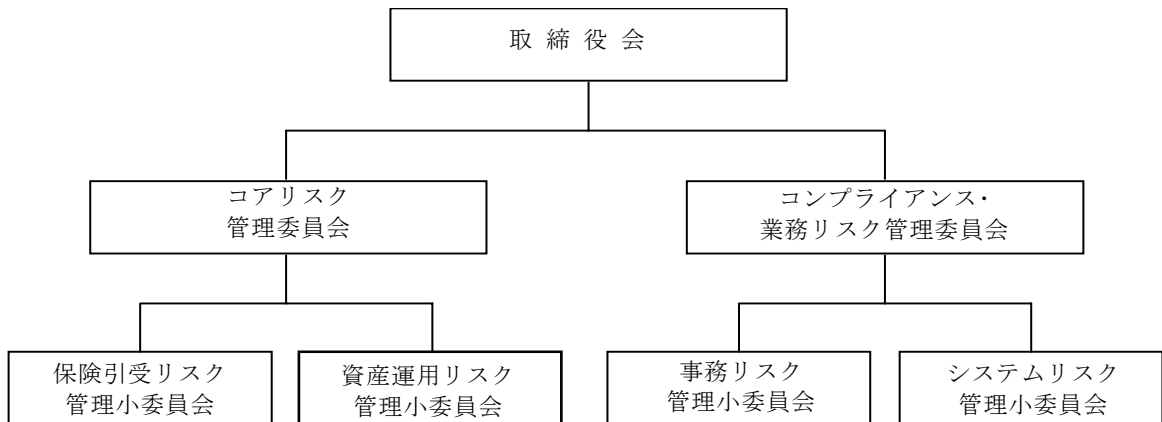 取 締 役 会
コアリスク
管理委員会
コンプライアンス・
業務リスク管理委員会
保険引受リスク
管理小委員会
資産運用リスク
管理小委員会
事務リスク
管理小委員会
システムリスク
管理小委員会